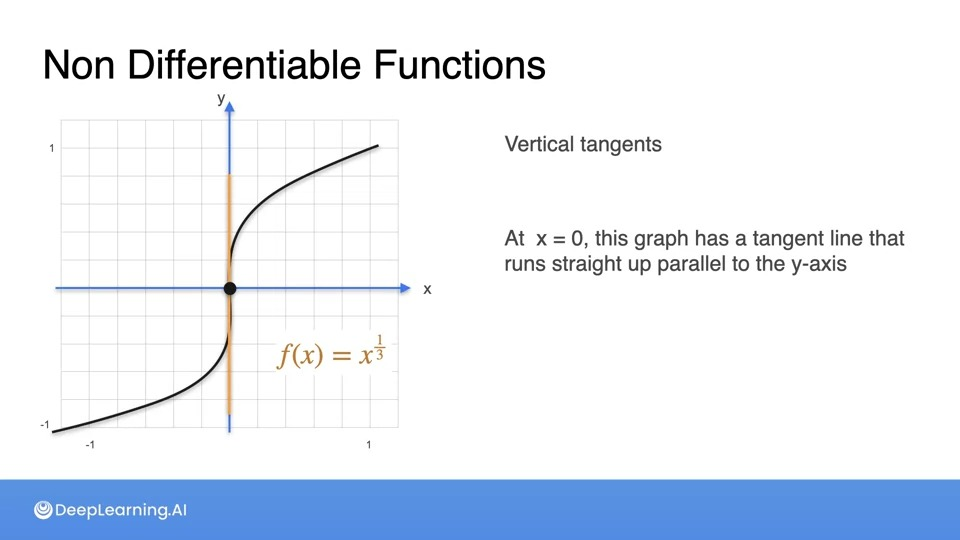 Non Differentiable Functions
y
1
Vertical tangents
At x = 0, this graph has a tangent line that
runs straight up parallel to the y-axis
x
f(x) = x^{1/3}
-1
-1
1
DeepLearning.AI